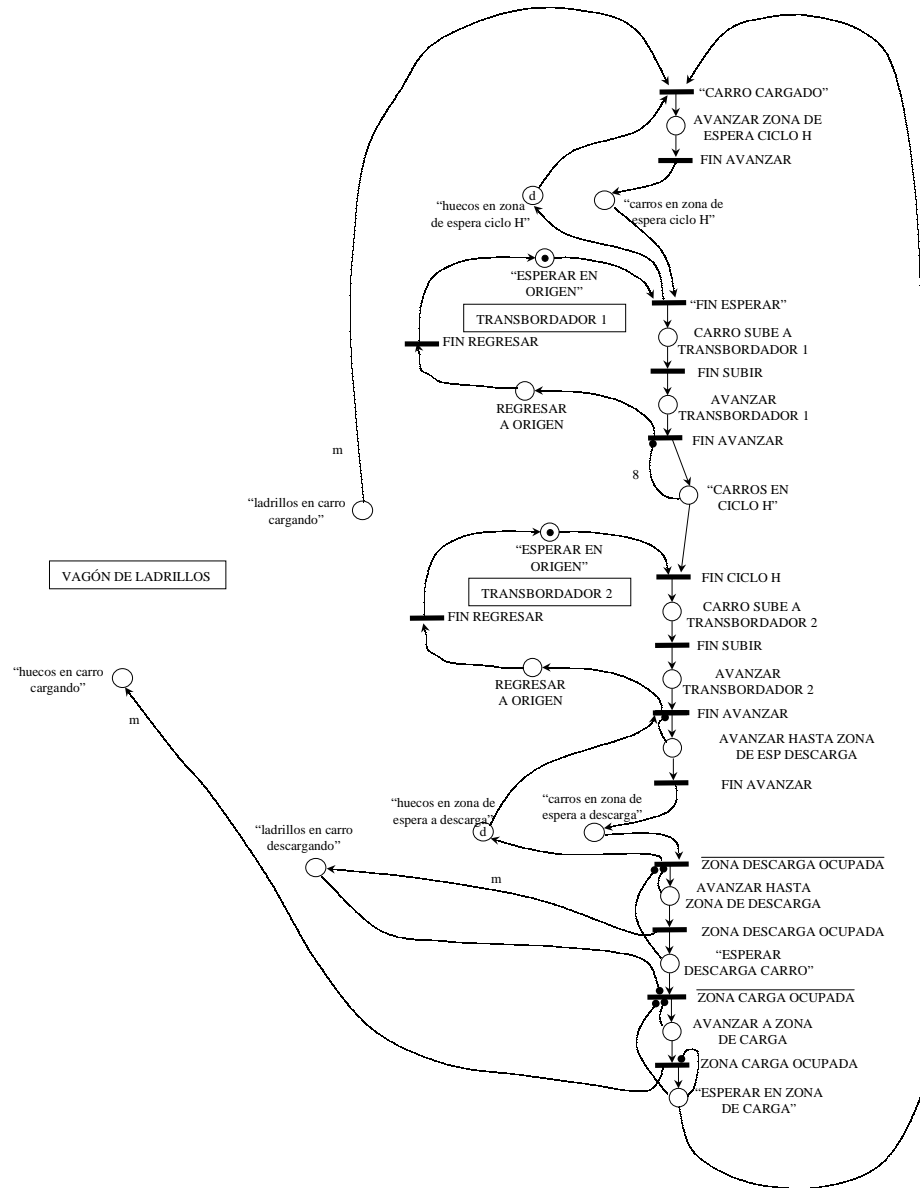 “CARRO CARGADO”
AVANZAR ZONA DE
ESPERA CICLO H
FIN AVANZAR
d
“huecos en zona
de espera ciclo H”
“carros en zona de
espera ciclo H”
“ESPERAR EN
ORIGEN”
“FIN ESPERAR”
TRANSBORDADOR 1
CARRO SUBE A
TRANSBORDADOR 1
FIN REGRESAR
FIN SUBIR
REGRESAR
A ORIGEN
AVANZAR
TRANSBORDADOR 1
FIN AVANZAR
m
8
“CARROS EN
CICLO H”
“ladrillos en carro
cargando”
“ESPERAR EN
ORIGEN”
VAGÓN DE LADRILLOS
FIN CICLO H
TRANSBORDADOR 2
CARRO SUBE A
TRANSBORDADOR 2
FIN REGRESAR
FIN SUBIR
“huecos en carro
cargando”
REGRESAR
A ORIGEN
AVANZAR
TRANSBORDADOR 2
m
FIN AVANZAR
AVANZAR HASTA ZONA
DE ESP DESCARGA
FIN AVANZAR
“huecos en zona de
espera a descarga”
“carros en zona de
espera a descarga”
d
“ladrillos en carro
descargando”
ZONA DESCARGA OCUPADA
m
AVANZAR HASTA
ZONA DE DESCARGA
ZONA DESCARGA OCUPADA
“ESPERAR
DESCARGA CARRO”
ZONA CARGA OCUPADA
AVANZAR A ZONA
DE CARGA
ZONA CARGA OCUPADA
“ESPERAR EN ZONA
DE CARGA”